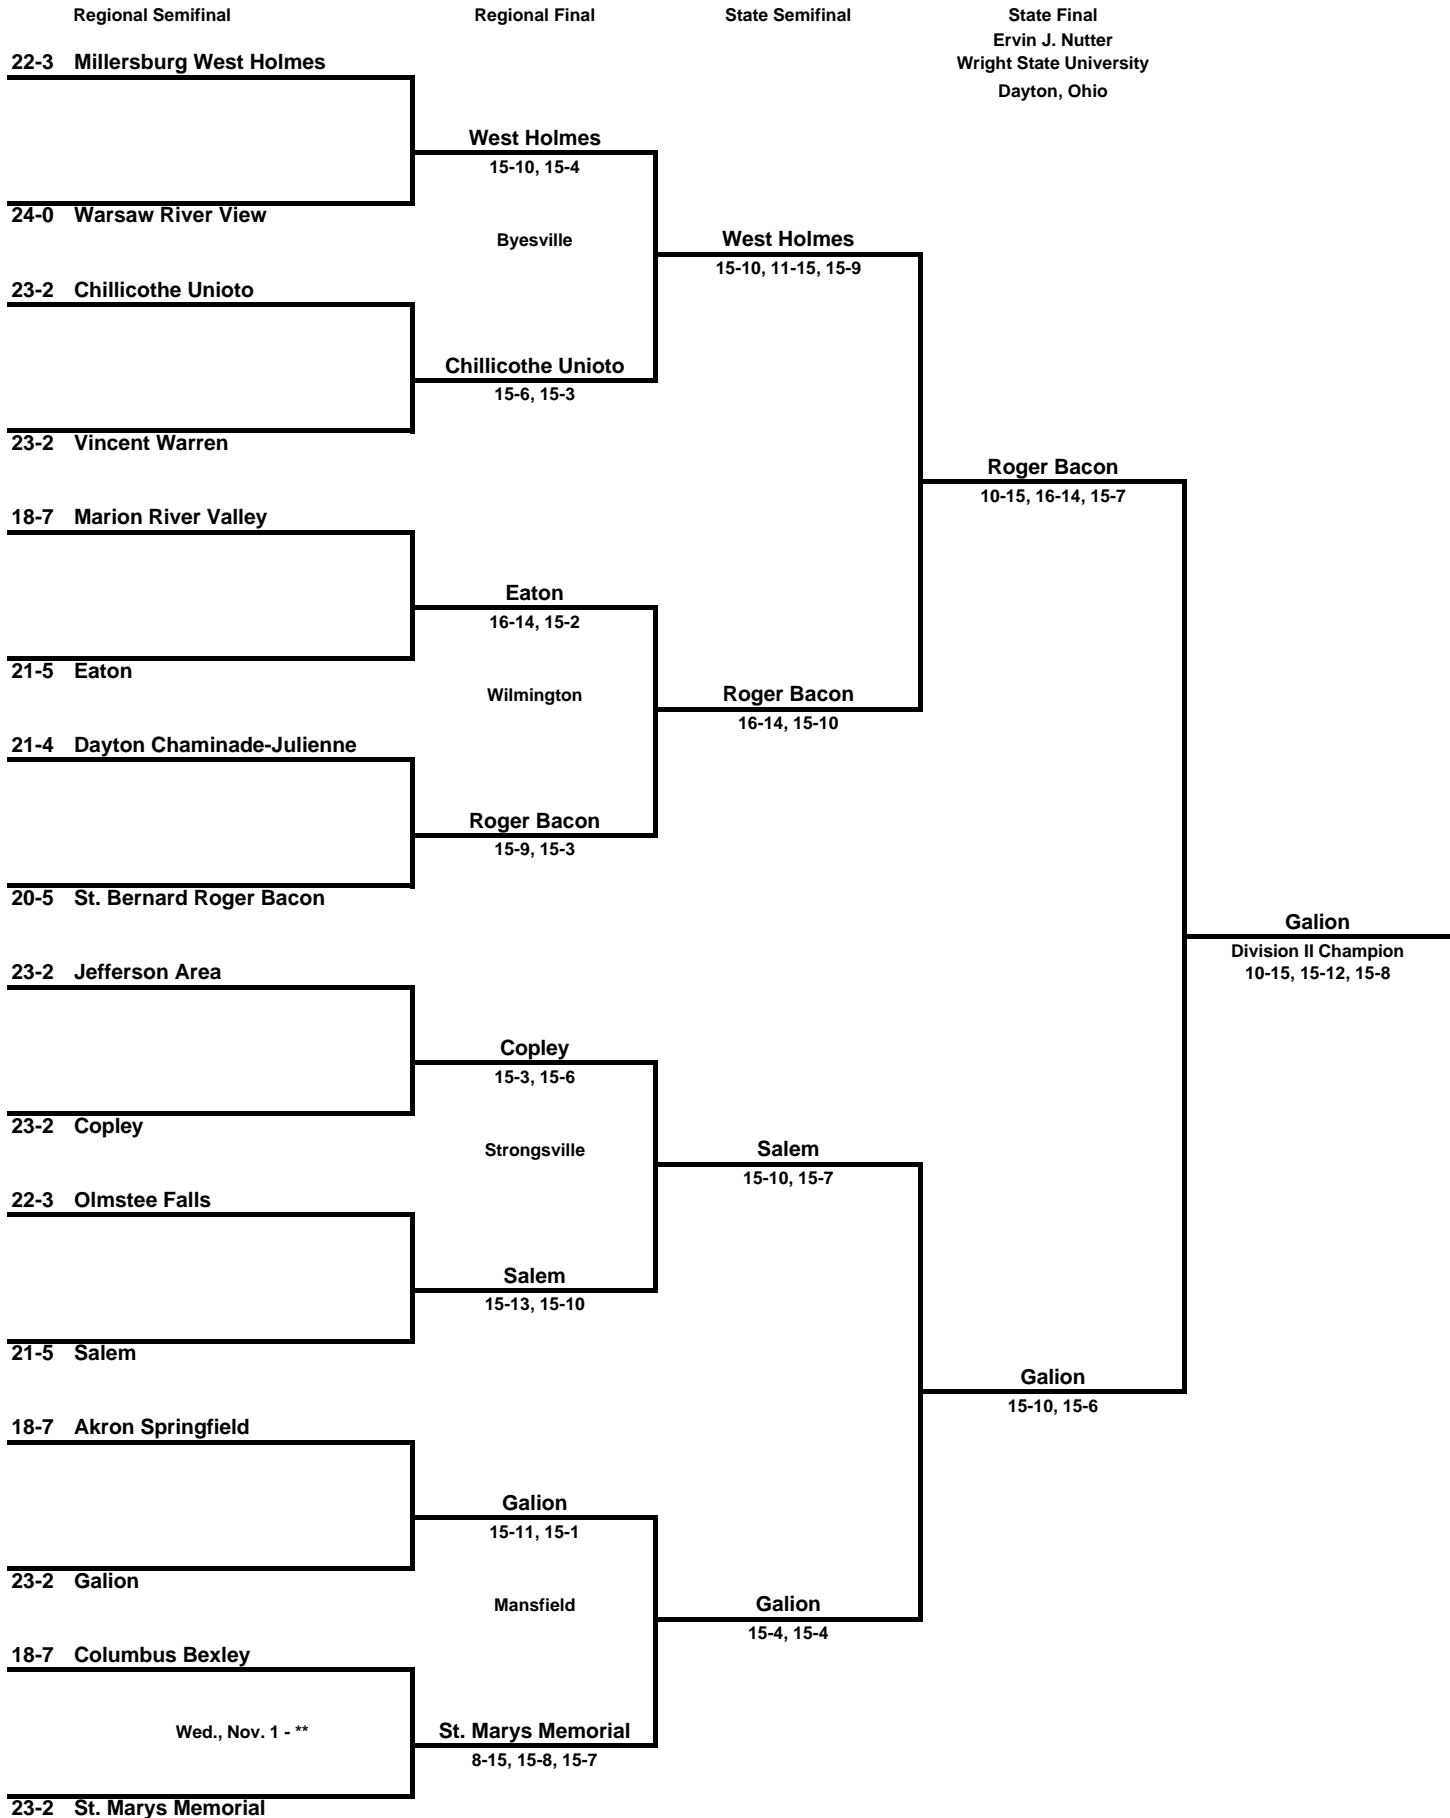 Regional Semifinal Regional Final State Semifinal State Final
Ervin J. Nutter
22-3 Millersburg West Holmes Wright State University
Dayton, Ohio
West Holmes
15-10, 15-4
24-0 Warsaw River View
Byesville West Holmes
15-10, 11-15, 15-9
23-2 Chillicothe Unioto
Chillicothe Unioto
15-6, 15-3
23-2 Vincent Warren
Roger Bacon
10-15, 16-14, 15-7
18-7 Marion River Valley
Eaton
16-14, 15-2
21-5 Eaton
Wilmington Roger Bacon
16-14, 15-10
21-4 Dayton Chaminade-Julienne
Roger Bacon
15-9, 15-3
20-5 St. Bernard Roger Bacon
Galion
Division II Champion
23-2 Jefferson Area 10-15, 15-12, 15-8
Copley
15-3, 15-6
23-2 Copley
Strongsville Salem
15-10, 15-7
22-3 Olmstee Falls
Salem
15-13, 15-10
21-5 Salem
Galion
15-10, 15-6
18-7 Akron Springfield
Galion
15-11, 15-1
23-2 Galion
Mansfield Galion
15-4, 15-4
18-7 Columbus Bexley
Wed., Nov. 1 - ** St. Marys Memorial
8-15, 15-8, 15-7
23-2 St. Marys Memorial